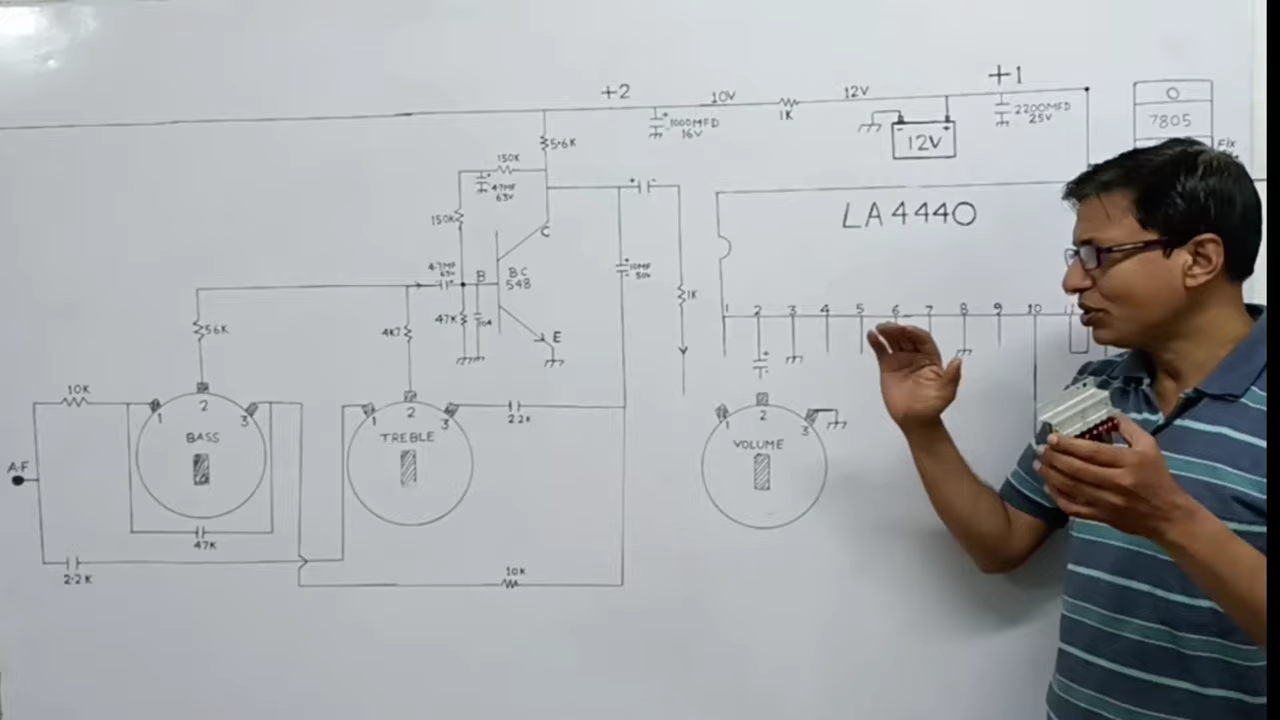 +1
+2
10V
1K
12V
2200MFD
25V
1000MFD
16V
12V
7805
5.6K
150K
47MF
63V
150K
C
LA4440
47MF
63V
B
BC
548
10MF
50V
1K
47K
104
E
56K
4K7
1 2 3 4 5 6 7 8 9 10
10K
1 2 3
BASS
1 2 3
TREBLE
22K
1 2 3
VOLUME
A.F
47K
2.2K
10K